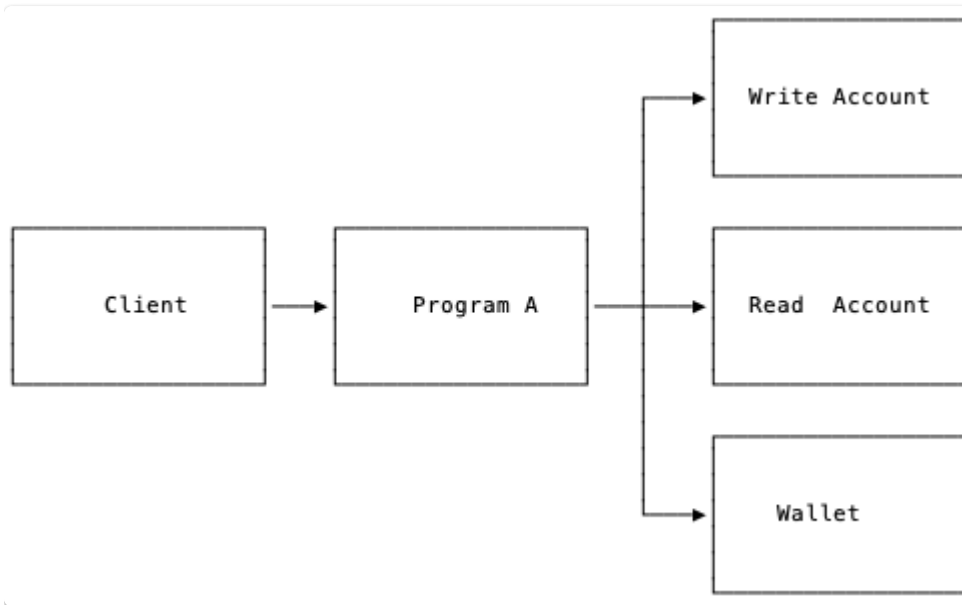 Write Account
Client
Program A
Read  Account
Wallet